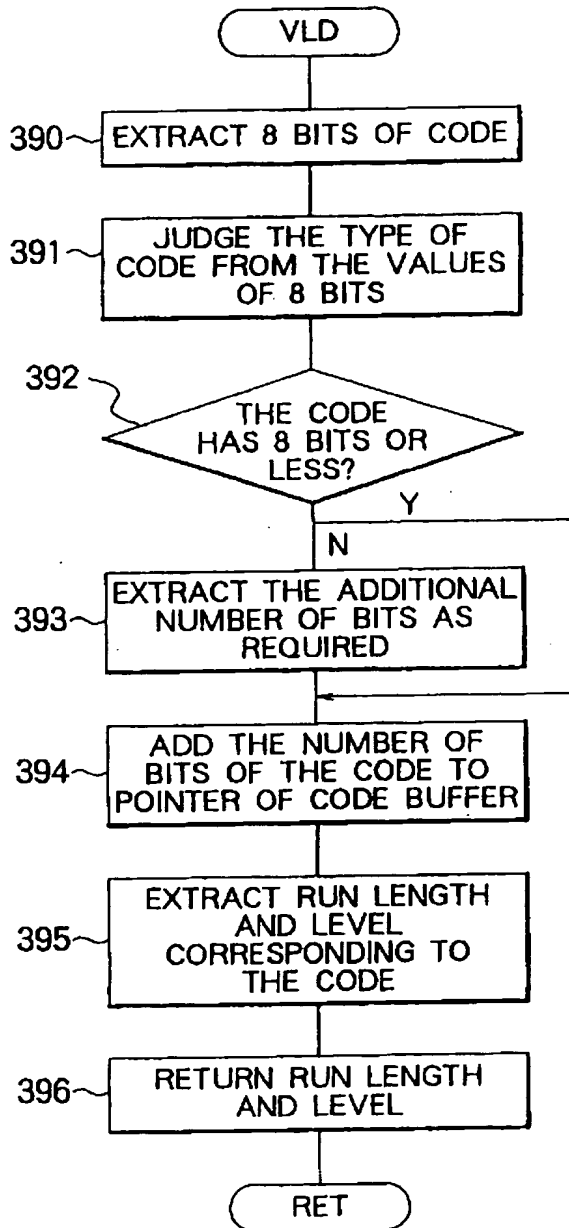 VLD
390
EXTRACT 8 BITS OF CODE
391
JUDGE THE TYPE OF
CODE FROM THE VALUES
OF 8 BITS
392
THE CODE
HAS 8 BITS OR
LESS?
Y
N
393
EXTRACT THE ADDITIONAL
NUMBER OF BITS AS
REQUIRED
394
ADD THE NUMBER OF
BITS OF THE CODE TO
POINTER OF CODE BUFFER
395
EXTRACT RUN LENGTH
AND LEVEL
CORRESPONDING TO
THE CODE
396
RETURN RUN LENGTH
AND LEVEL
RET